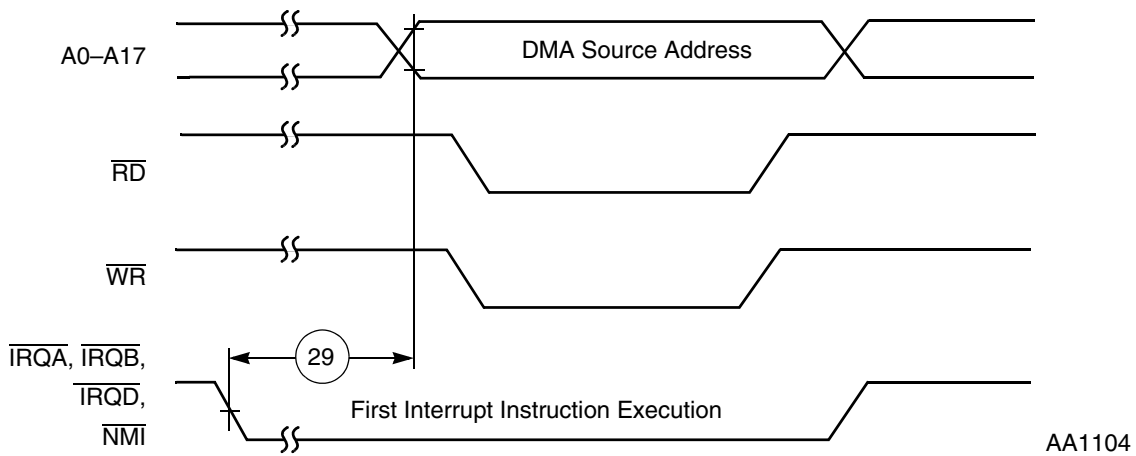 A0–A17
DMA Source Address
RD
WR
IRQA, IRQB,
IRQD,
NMI
29
First Interrupt Instruction Execution
AA1104